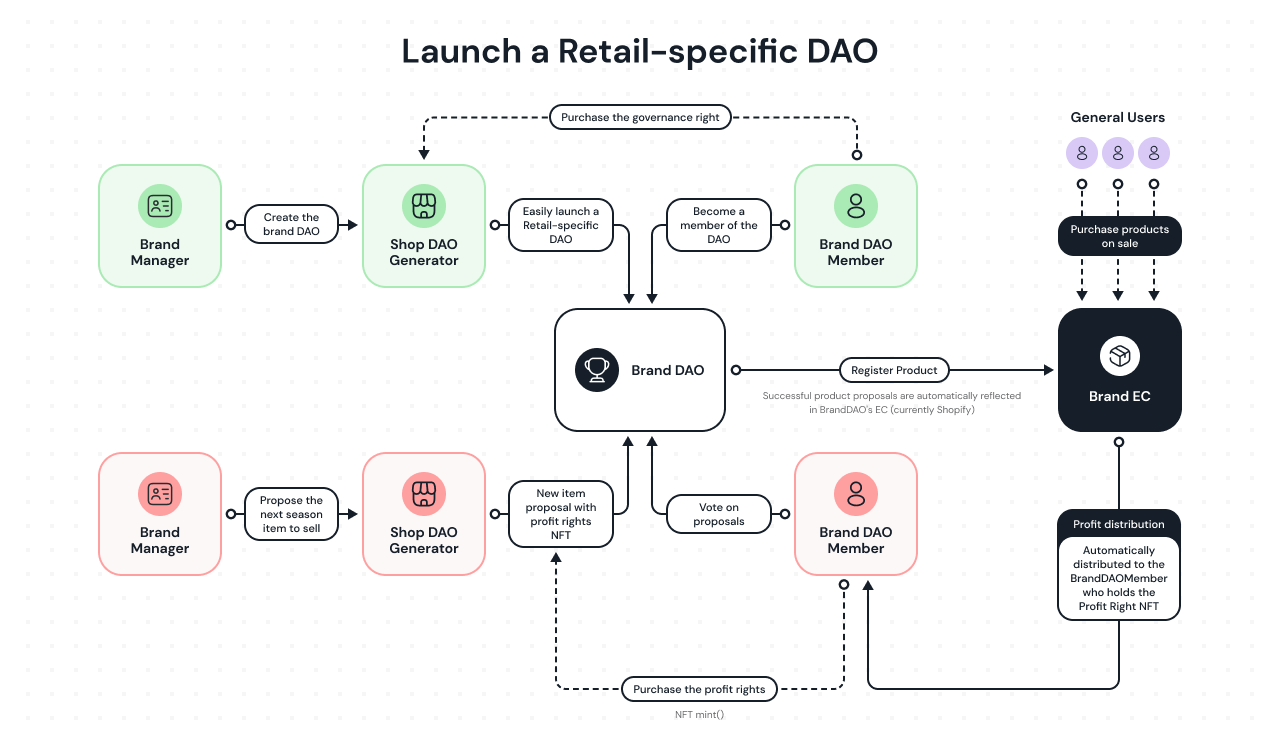 Launch a Retail-specific DAO
Purchase the governance right
General Users
Brand
Manager
Create the
brand DAO
Shop DAO
Generator
Easily launch a
Retail-specific
DAO
Become a
member of the
DAO
Brand DAO
Member
Purchase products
on sale
Brand DAO
Register Product
Successful product proposals are automatically reflected
in BrandDAO's EC (currently Shopify)
Brand EC
Brand
Manager
Propose the
next season
item to sell
Shop DAO
Generator
New item
proposal with
profit rights
NFT
Vote on
proposals
Brand DAO
Member
Profit distribution
Automatically
distributed to the
BrandDAOMember
who holds the
Profit Right NFT
Purchase the profit rights
NFT mint()